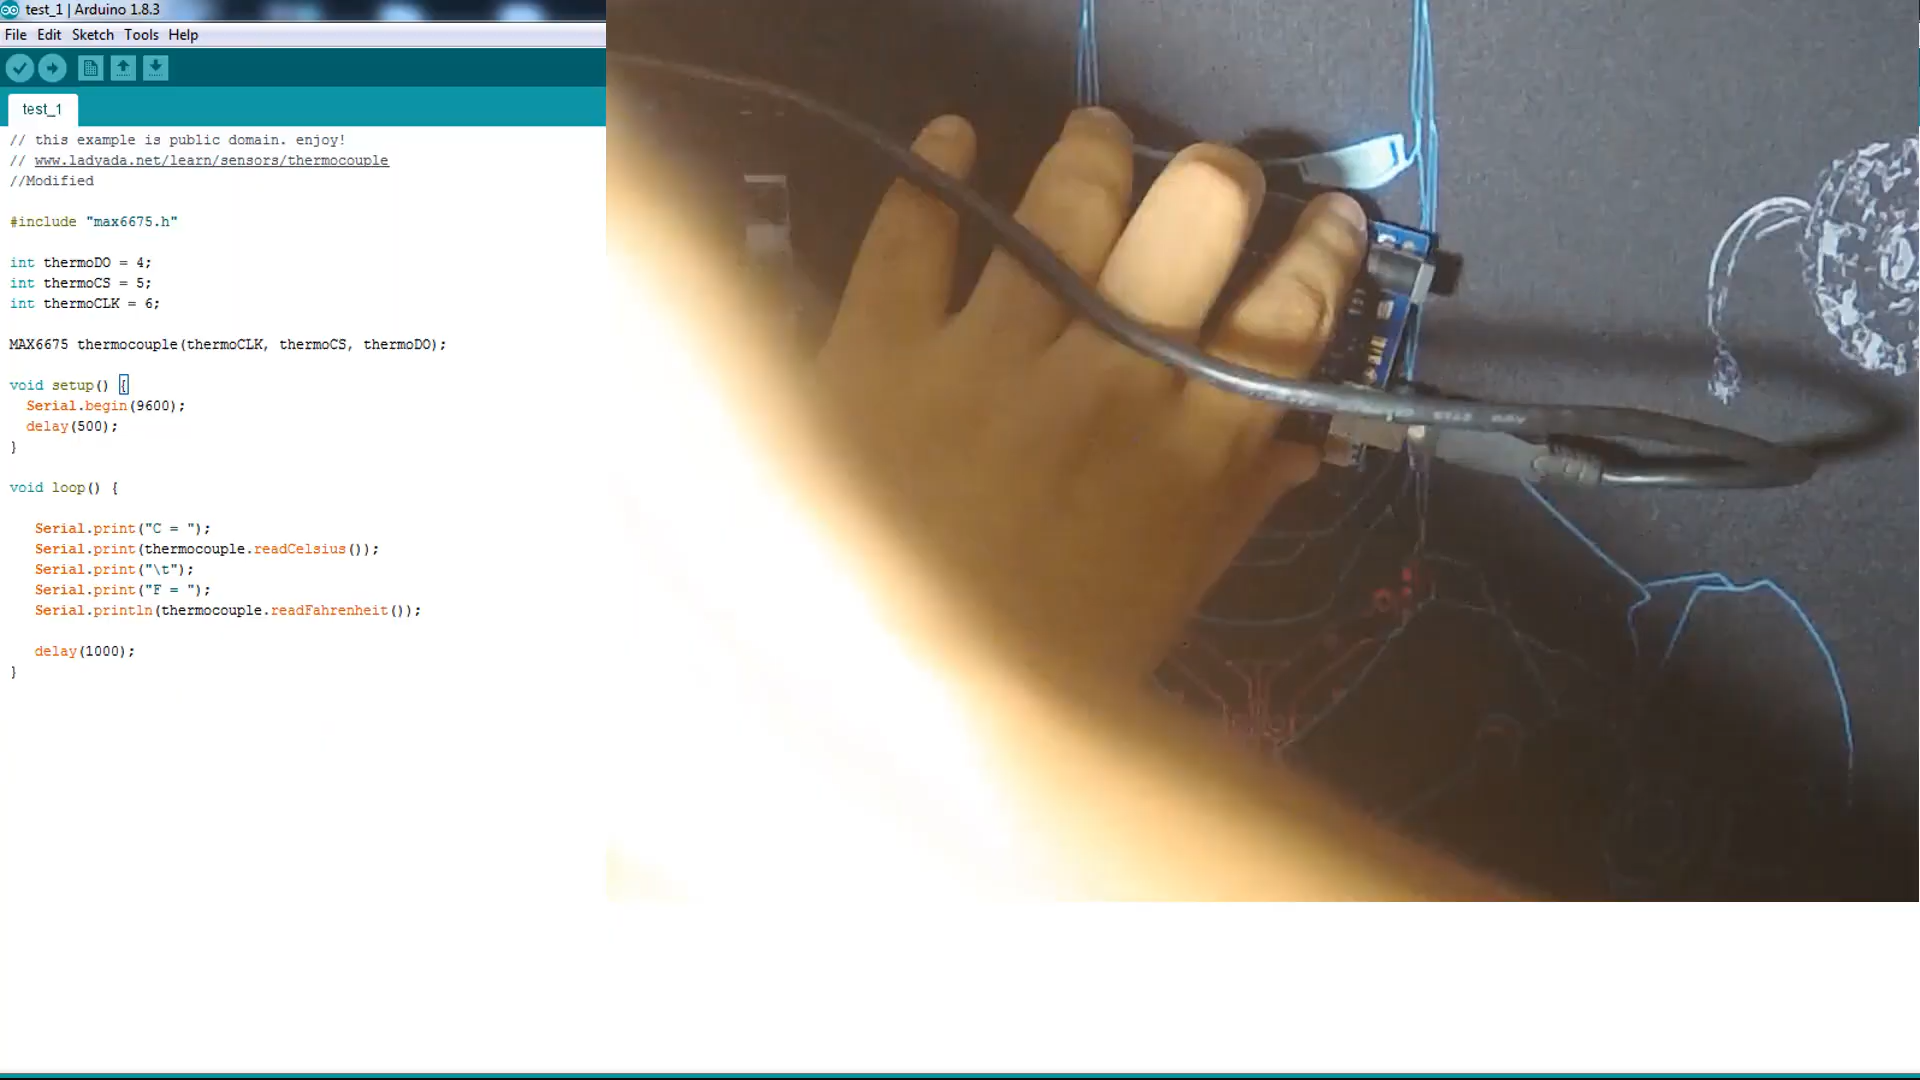 test_1 | Arduino 1.8.3
File Edit Sketch Tools Help
test_1
// this example is public domain. enjoy!
// www.ladyada.net/learn/sensors/thermocouple
//Modified
#include "max6675.h"
int thermoDO = 4;
int thermoCS = 5;
int thermoCLK = 6;
MAX6675 thermocouple(thermoCLK, thermoCS, thermoDO);
void setup() {
Serial.begin(9600);
delay(500);
}
void loop() {
Serial.print("C = ");
Serial.print(thermocouple.readCelsius());
Serial.print("\t");
Serial.print("F = ");
Serial.println(thermocouple.readFahrenheit());
delay(1000);
}